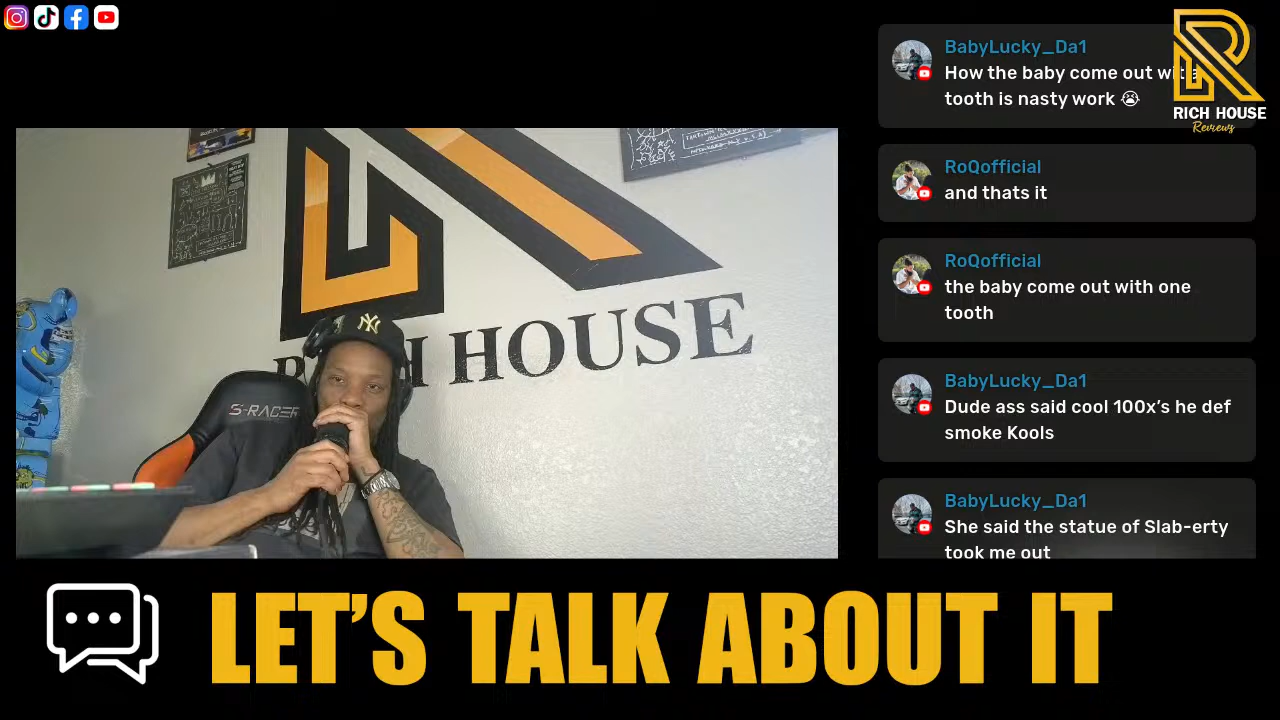 BabyLucky_Da1
How the baby come out with a
tooth is nasty work 😭
RICH HOUSE
Reviews
RoQofficial
and thats it
RoQofficial
the baby come out with one
tooth
BabyLucky_Da1
Dude ass said cool 100x’s he def
smoke Kools
BabyLucky_Da1
She said the statue of Slab-erty
took me out
HOUSE
NY
S-RACER
LET’S TALK ABOUT IT